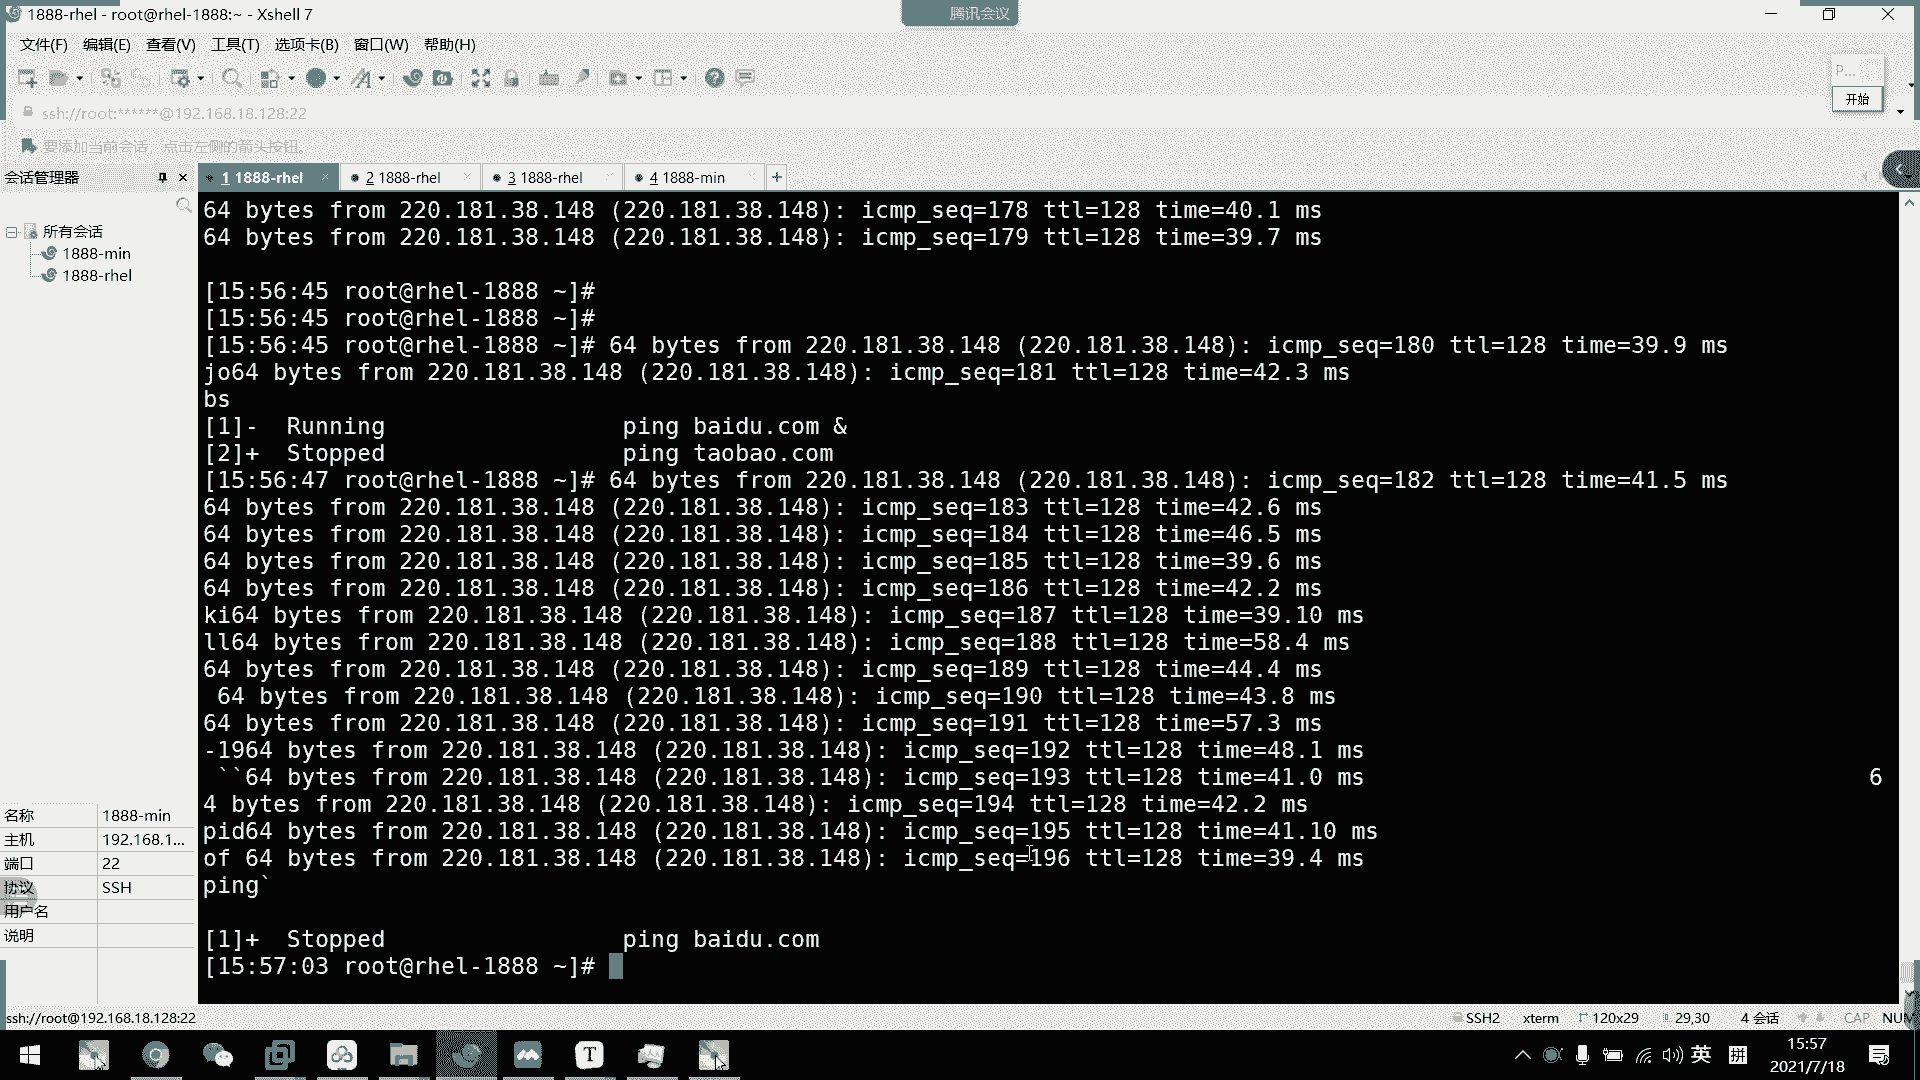 1888-rhel - root@rhel-1888:~ - Xshell 7
腾讯会议
文件(F) 编辑(E) 查看(V) 工具(T) 选项卡(B) 窗口(W) 帮助(H)
P...
开始
ssh://root:******@192.168.18.128:22
要添加当前会话，点击左侧的箭头按钮。
会话管理器
1 1888-rhel
2 1888-rhel
3 1888-rhel
4 1888-min
所有会话
1888-min
1888-rhel
64 bytes from 220.181.38.148 (220.181.38.148): icmp_seq=178 ttl=128 time=40.1 ms
64 bytes from 220.181.38.148 (220.181.38.148): icmp_seq=179 ttl=128 time=39.7 ms
[15:56:45 root@rhel-1888 ~]#
[15:56:45 root@rhel-1888 ~]#
[15:56:45 root@rhel-1888 ~]# 64 bytes from 220.181.38.148 (220.181.38.148): icmp_seq=180 ttl=128 time=39.9 ms
jo64 bytes from 220.181.38.148 (220.181.38.148): icmp_seq=181 ttl=128 time=42.3 ms
bs
[1]-  Running                 ping baidu.com &
[2]+  Stopped                 ping taobao.com
[15:56:47 root@rhel-1888 ~]# 64 bytes from 220.181.38.148 (220.181.38.148): icmp_seq=182 ttl=128 time=41.5 ms
64 bytes from 220.181.38.148 (220.181.38.148): icmp_seq=183 ttl=128 time=42.6 ms
64 bytes from 220.181.38.148 (220.181.38.148): icmp_seq=184 ttl=128 time=46.5 ms
64 bytes from 220.181.38.148 (220.181.38.148): icmp_seq=185 ttl=128 time=39.6 ms
64 bytes from 220.181.38.148 (220.181.38.148): icmp_seq=186 ttl=128 time=42.2 ms
ki64 bytes from 220.181.38.148 (220.181.38.148): icmp_seq=187 ttl=128 time=39.10 ms
ll64 bytes from 220.181.38.148 (220.181.38.148): icmp_seq=188 ttl=128 time=58.4 ms
64 bytes from 220.181.38.148 (220.181.38.148): icmp_seq=189 ttl=128 time=44.4 ms
 64 bytes from 220.181.38.148 (220.181.38.148): icmp_seq=190 ttl=128 time=43.8 ms
64 bytes from 220.181.38.148 (220.181.38.148): icmp_seq=191 ttl=128 time=57.3 ms
-1964 bytes from 220.181.38.148 (220.181.38.148): icmp_seq=192 ttl=128 time=48.1 ms
 ``64 bytes from 220.181.38.148 (220.181.38.148): icmp_seq=193 ttl=128 time=41.0 ms 6
4 bytes from 220.181.38.148 (220.181.38.148): icmp_seq=194 ttl=128 time=42.2 ms
pid64 bytes from 220.181.38.148 (220.181.38.148): icmp_seq=195 ttl=128 time=41.10 ms
of 64 bytes from 220.181.38.148 (220.181.38.148): icmp_seq=196 ttl=128 time=39.4 ms
ping`
[1]+  Stopped                 ping baidu.com
[15:57:03 root@rhel-1888 ~]#
名称 1888-min
主机 192.168.1...
端口 22
协议 SSH
用户名
说明
ssh://root@192.168.18.128:22
SSH2 xterm 120x29 29,30 4 会话 CAP NUM
英 拼
15:57
2021/7/18